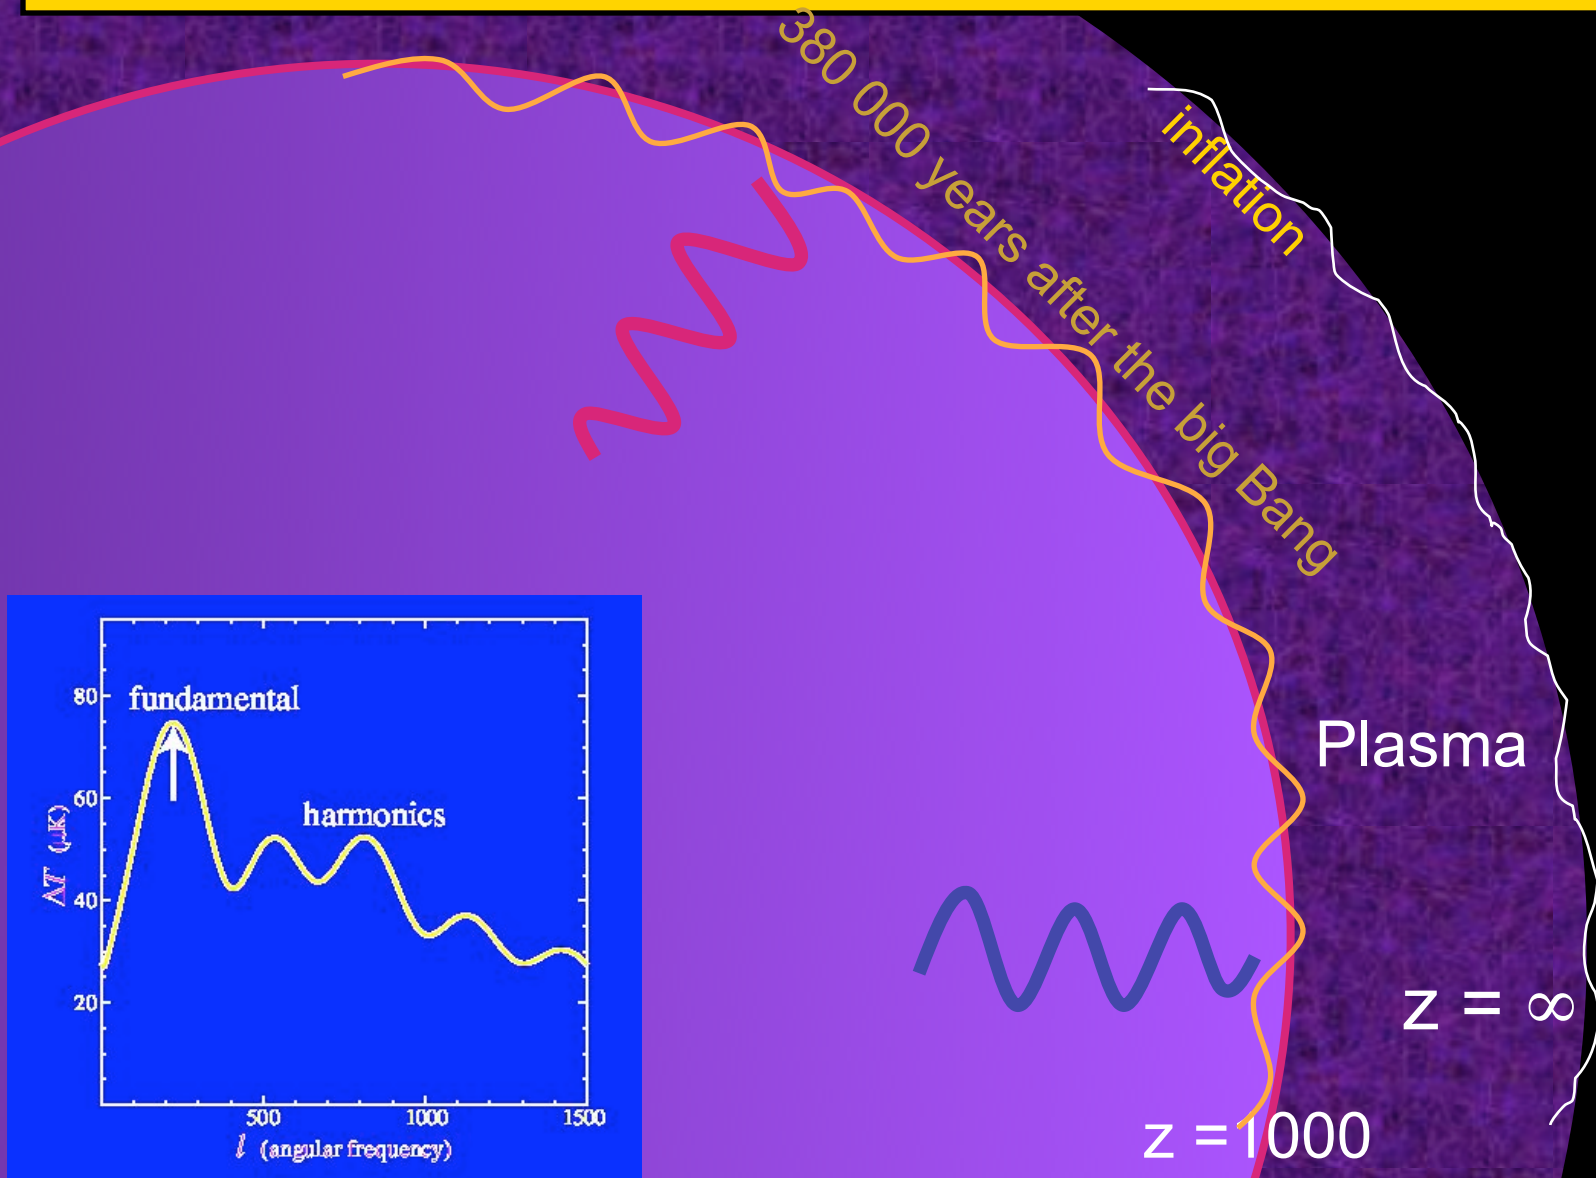 380 000 years after the big Bang
inflation
Plasma
z = ∞
z =1000
fundamental
harmonics
80
60
40
20
ΔT (μK)
500
1000
1500
l (angular frequency)